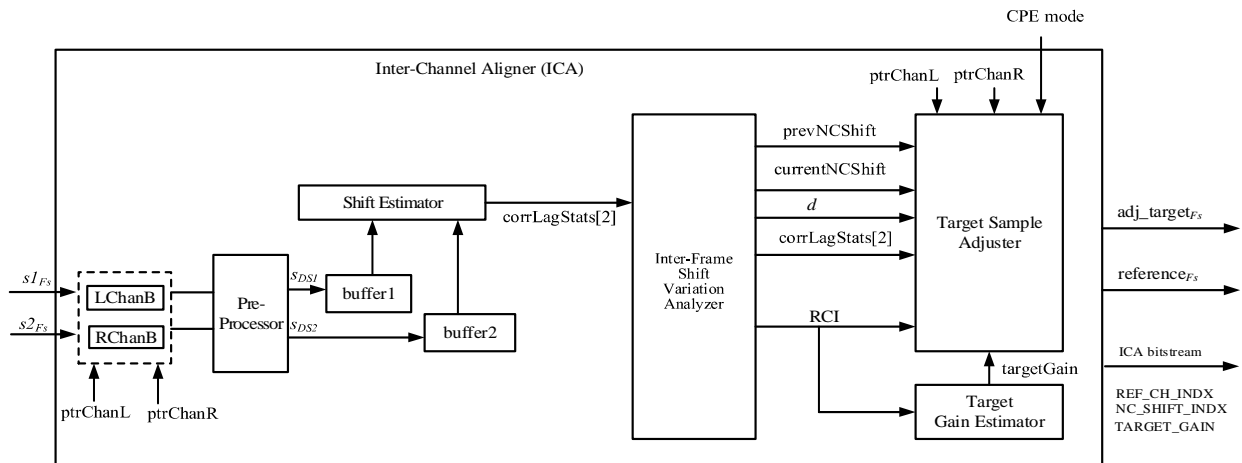 CPE mode
Inter-Channel Aligner (ICA)
ptrChanL
ptrChanR
prevNCShift
currentNCShift
d
corrLagStats[2]
RCI
Target Sample
Adjuster
adj_targetFs
referenceFs
ICA bitstream
REF_CH_INDX
NC_SHIFT_INDX
TARGET_GAIN
Shift Estimator
corrLagStats[2]
Inter-Frame
Shift
Variation
Analyzer
s1Fs
s2Fs
LChanB
RChanB
Pre-
Processor
sDS1
sDS2
buffer1
buffer2
ptrChanL
ptrChanR
targetGain
Target
Gain Estimator